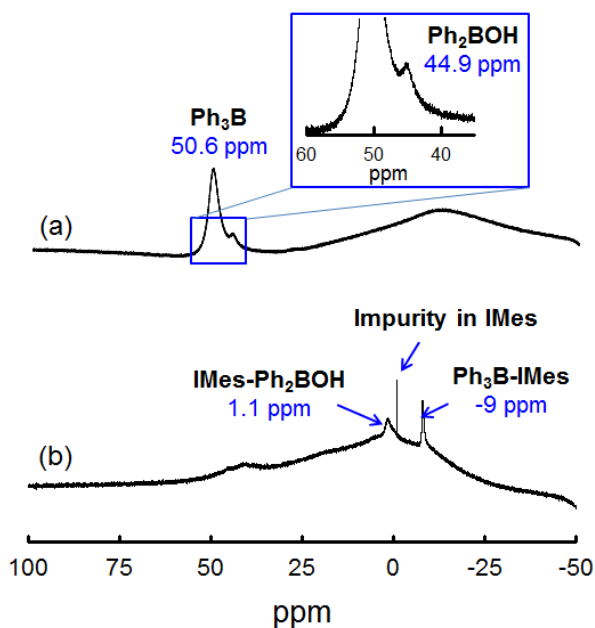 Ph₂BOH
44.9 ppm
60 50 40
ppm
Ph₃B
50.6 ppm
(a)
Impurity in IMes
IMes-Ph₂BOH
1.1 ppm
Ph₃B-IMes
-9 ppm
(b)
100 50 25 0 -25 -50
ppm